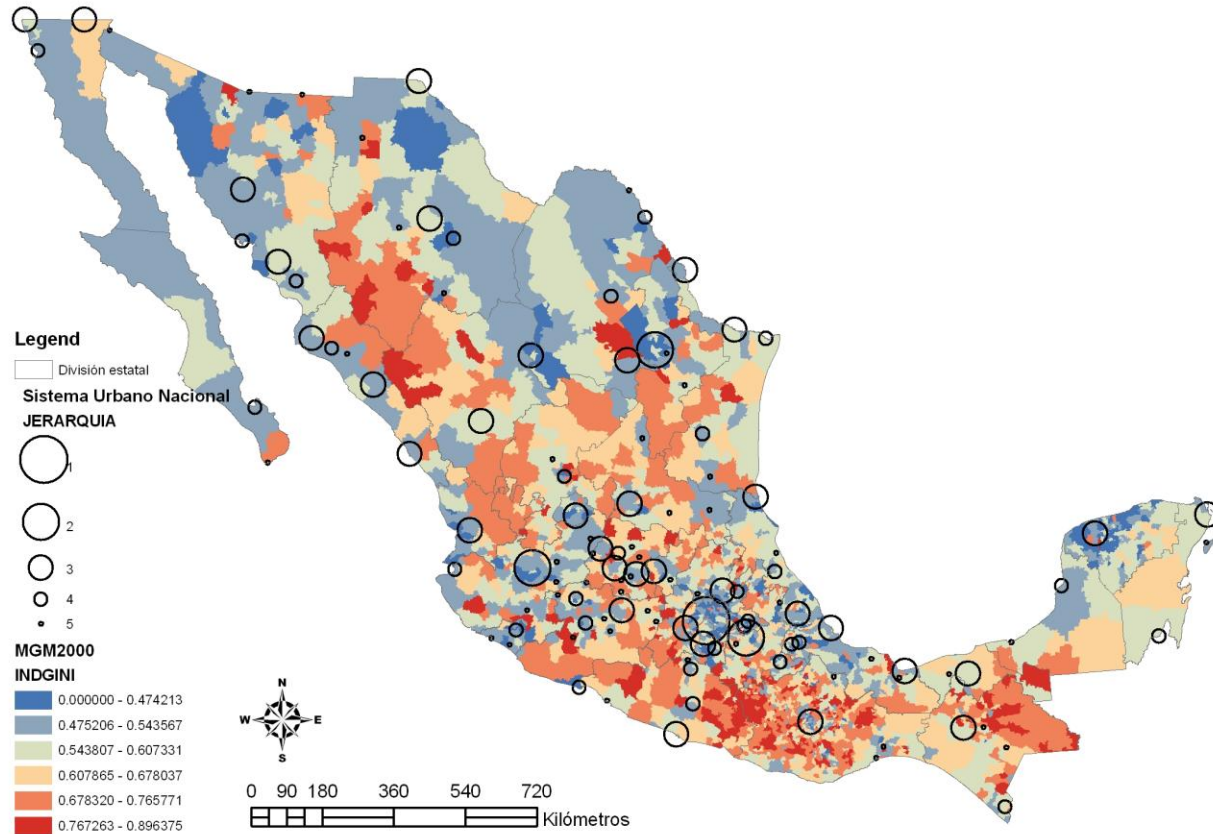 Legend
División estatal
Sistema Urbano Nacional
JERARQUIA
1
2
3
4
5
MGM2000
INDGINI
0.000000 - 0.474213
0.475206 - 0.543567
0.543807 - 0.607331
0.607865 - 0.678037
0.678320 - 0.765771
0.767263 - 0.896375
N
W E
S
0 90 180 360 540 720
Kilómetros